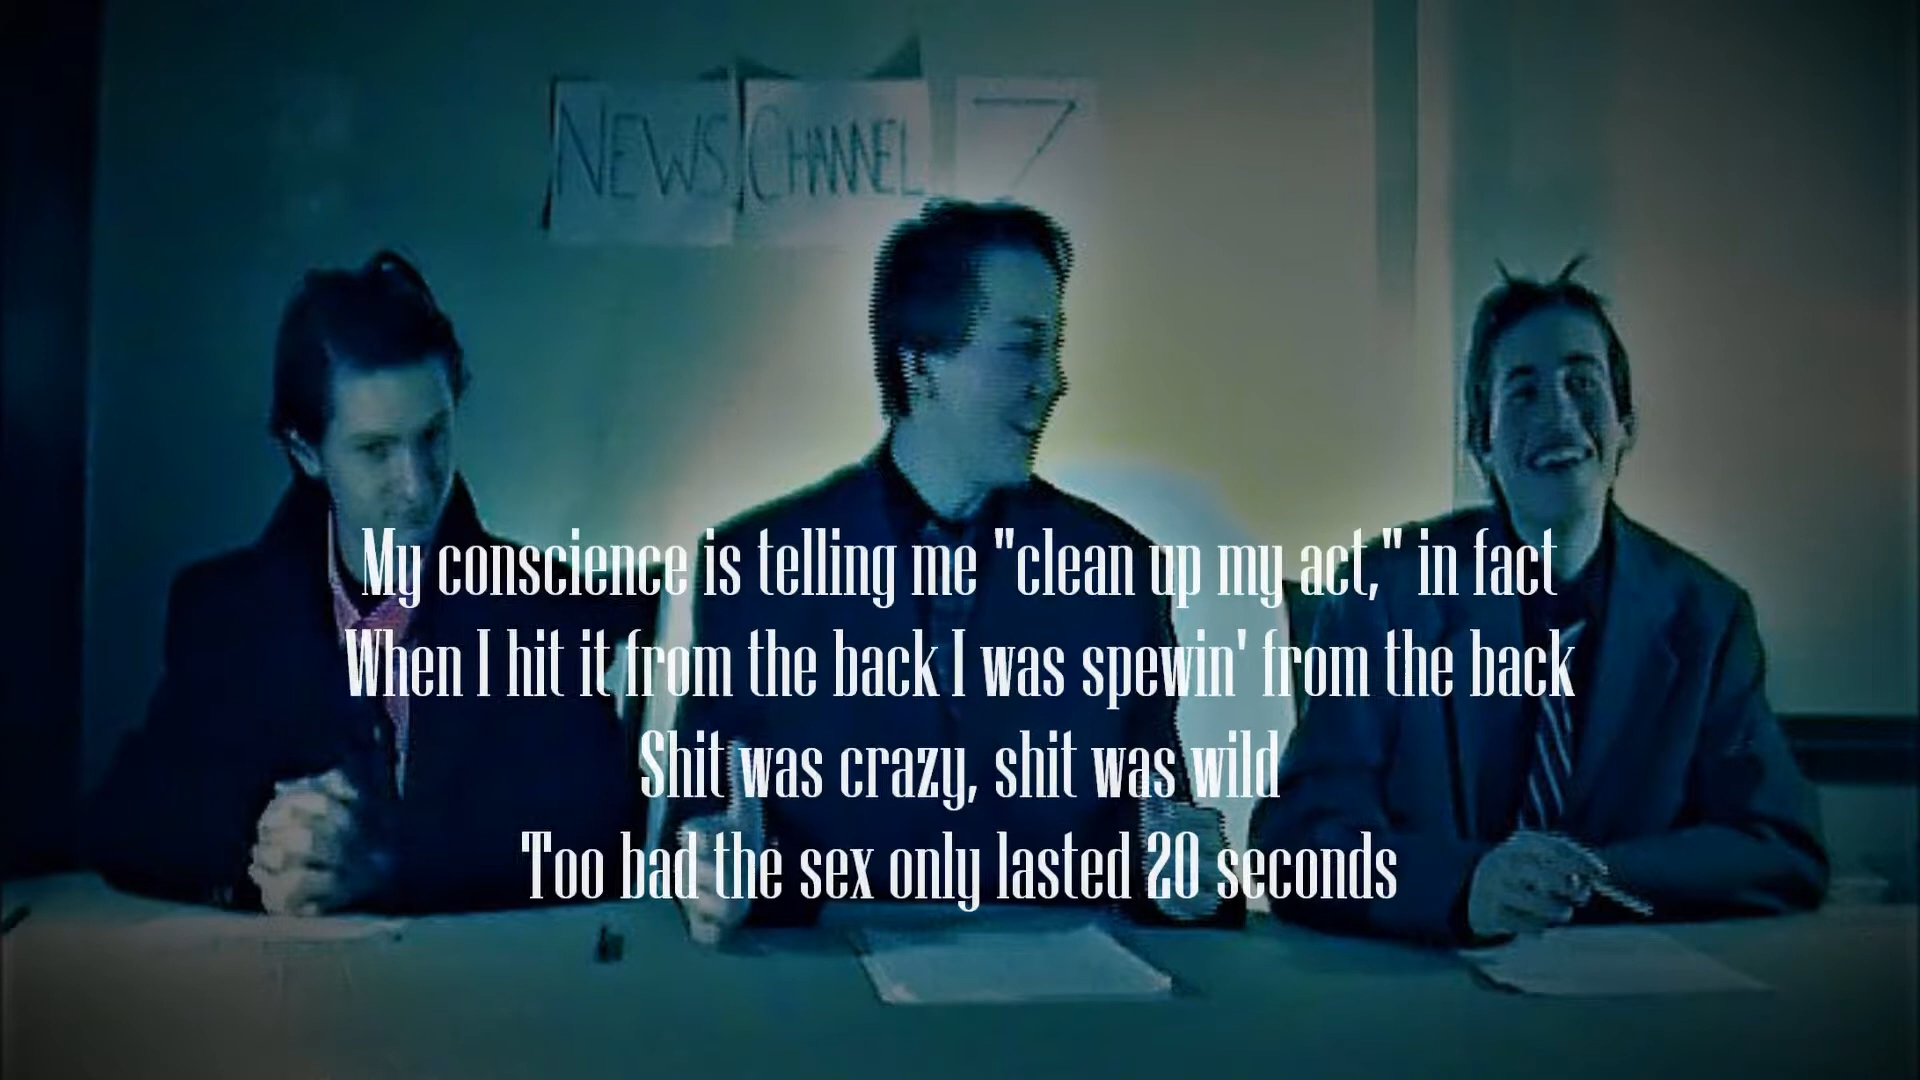 NEWS CHANNEL 7
My conscience is telling me "clean up my act," in fact
When I hit it from the back I was spewin' from the back
Shit was crazy, shit was wild
Too bad the sex only lasted 20 seconds